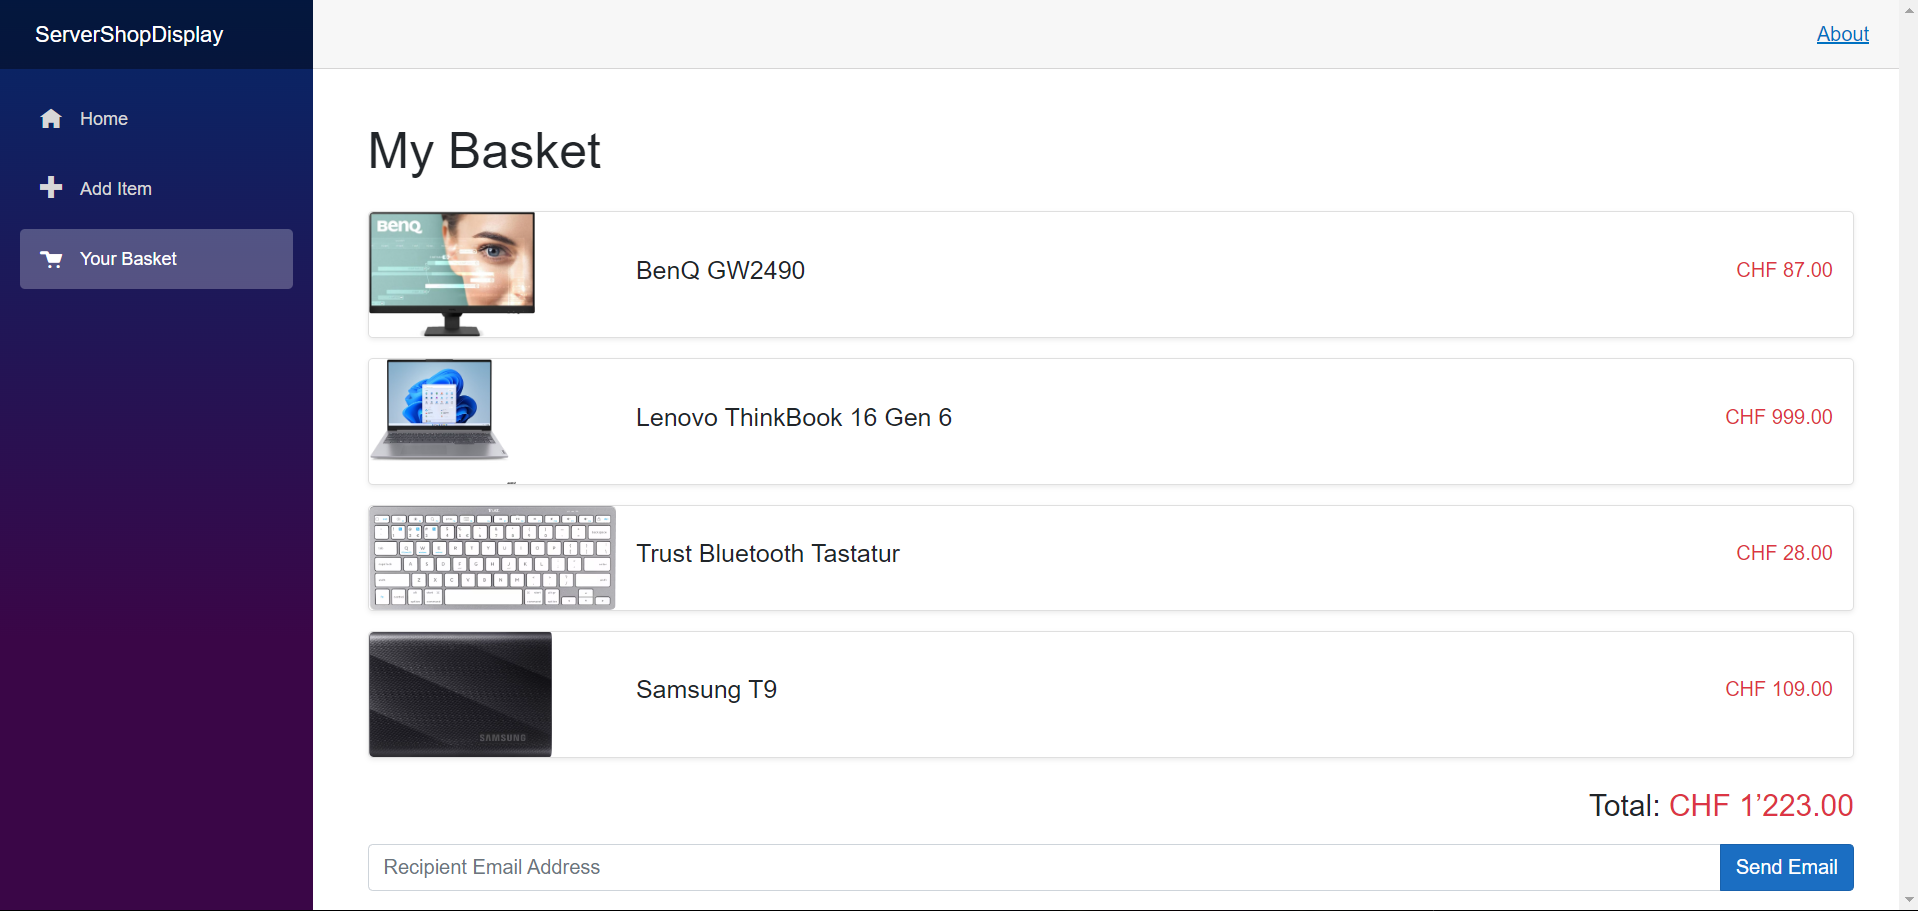 ServerShopDisplay
About
Home
Add Item
Your Basket
My Basket
BenQ
BenQ GW2490
CHF 87.00
Lenovo ThinkBook 16 Gen 6
CHF 999.00
Trust Bluetooth Tastatur
CHF 28.00
SAMSUNG
Samsung T9
CHF 109.00
Total: CHF 1’223.00
Recipient Email Address
Send Email